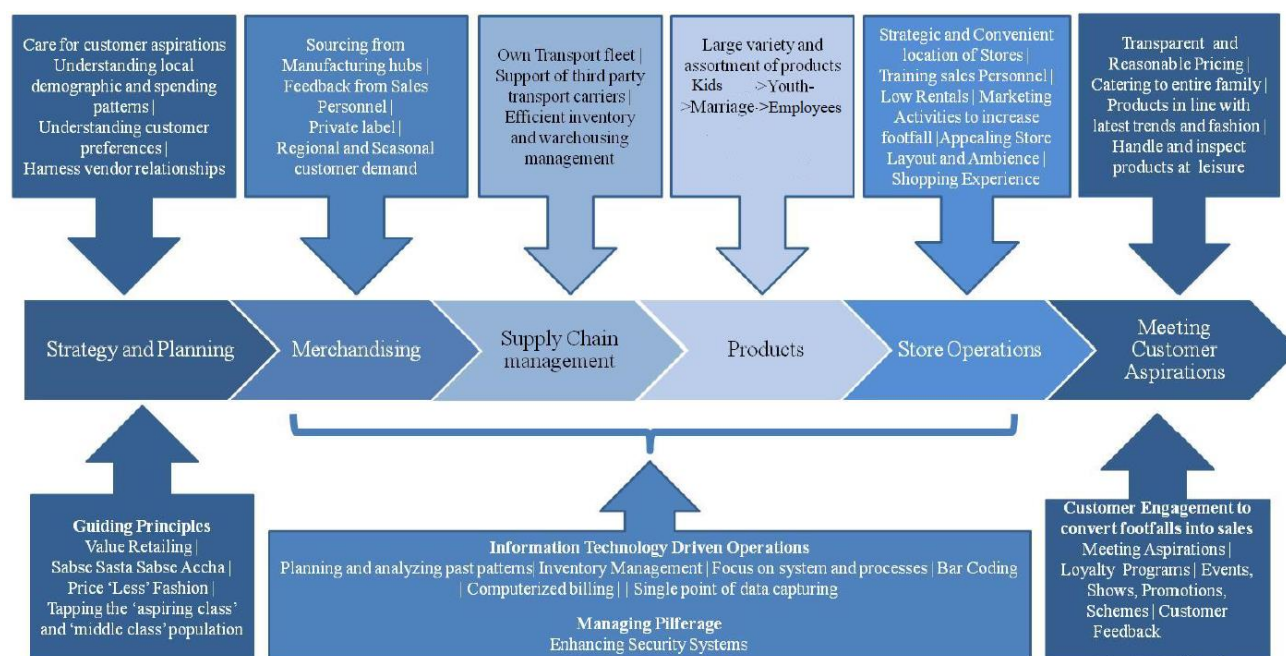 Care for customer aspirations
Understanding local
demographic and spending
patterns |
Understanding customer
preferences |
Harness vendor relationships
Sourcing from
Manufacturing hubs |
Feedback from Sales
Personnel |
Private label |
Regional and Seasonal
customer demand
Own Transport fleet |
Support of third party
transport carriers |
Efficient inventory
and warehousing
management
Large variety and
assortment of products
Kids ->Youth-
>Marriage->Employees
Strategic and Convenient
location of Stores |
Training sales Personnel |
Low Rentals | Marketing
Activities to increase
footfall |Appealing Store
Layout and Ambience |
Shopping Experience
Transparent and
Reasonable Pricing |
Catering to entire family |
Products in line with
latest trends and fashion |
Handle and inspect
products at leisure
Strategy and Planning
Merchandising
Supply Chain
management
Products
Store Operations
Meeting
Customer
Aspirations
Guiding Principles
Value Retailing |
Sabse Sasta Sabse Accha |
Price 'Less' Fashion |
Tapping the 'aspiring class'
and 'middle class' population
Information Technology Driven Operations
Planning and analyzing past patterns| Inventory Management | Focus on system and processes | Bar Coding
| Computerized billing | | Single point of data capturing
Managing Pilferage
Enhancing Security Systems
Customer Engagement to
convert footfalls into sales
Meeting Aspirations |
Loyalty Programs | Events,
Shows, Promotions,
Schemes | Customer
Feedback